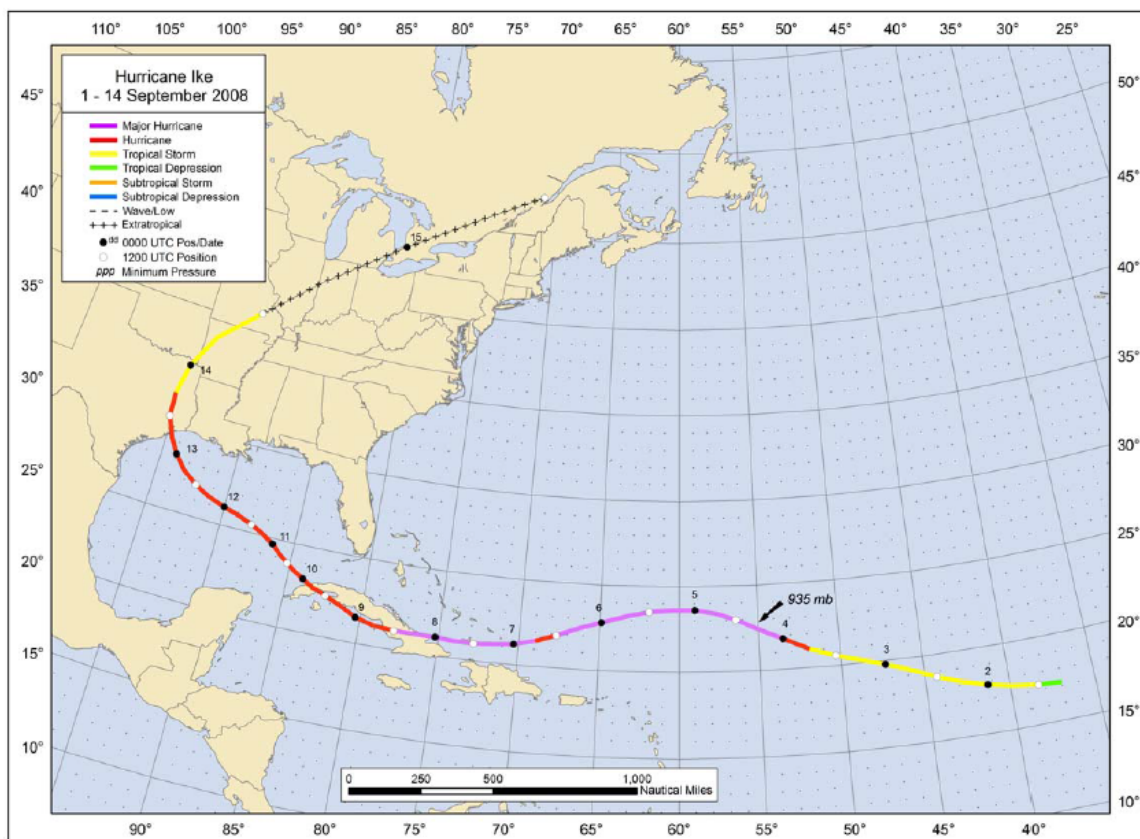 110° 105° 100° 95° 90° 85° 80° 75° 70° 65° 60° 55° 50° 45° 40° 35° 30° 25°
Hurricane Ike
1 - 14 September 2008
Major Hurricane
Hurricane
Tropical Storm
Tropical Depression
Subtropical Storm
Subtropical Depression
Wave/Low
Extratropical
dd 0000 UTC Pos/Date
1200 UTC Position
ppp Minimum Pressure
45°
40°
35°
30°
25°
20°
15°
10°
50°
45°
40°
35°
30°
25°
20°
15°
10°
15
14
13
12
11
10
9
8
7
6
5
935 mb
4
3
2
0 250 500 1,000
Nautical Miles
90° 85° 80° 75° 70° 65° 60° 55° 50° 45° 40°